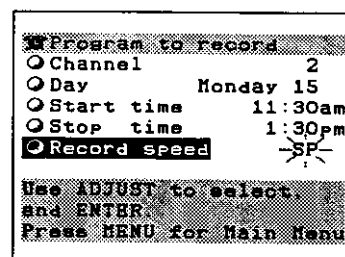 Program to record
Channel 2
Day Monday 15
Start time 11:30am
Stop time 1:30pm
Record speed SP
Use ADJUST to select.
and ENTER.
Press MENU for Main Menu